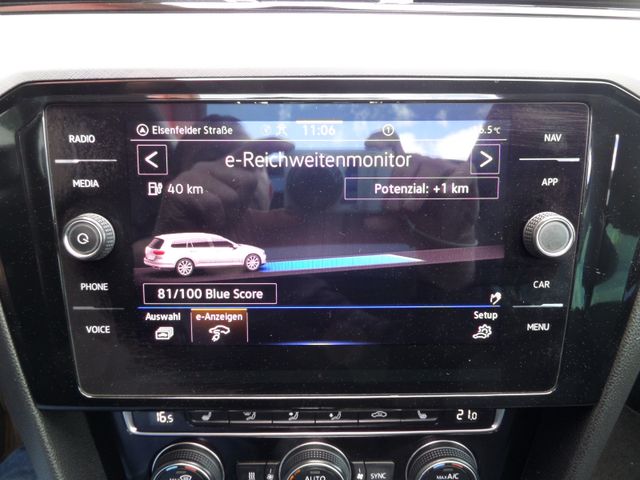 RADIO
MEDIA
PHONE
VOICE
Elsenfelder Straße 11:06 6.5°C
e-Reichweitenmonitor
40 km Potenzial: +1 km
81/100 Blue Score
Auswahl e-Anzeigen Setup
NAV
APP
CAR
MENU
16.5 21.0
AUTO SYNC MAX A/C